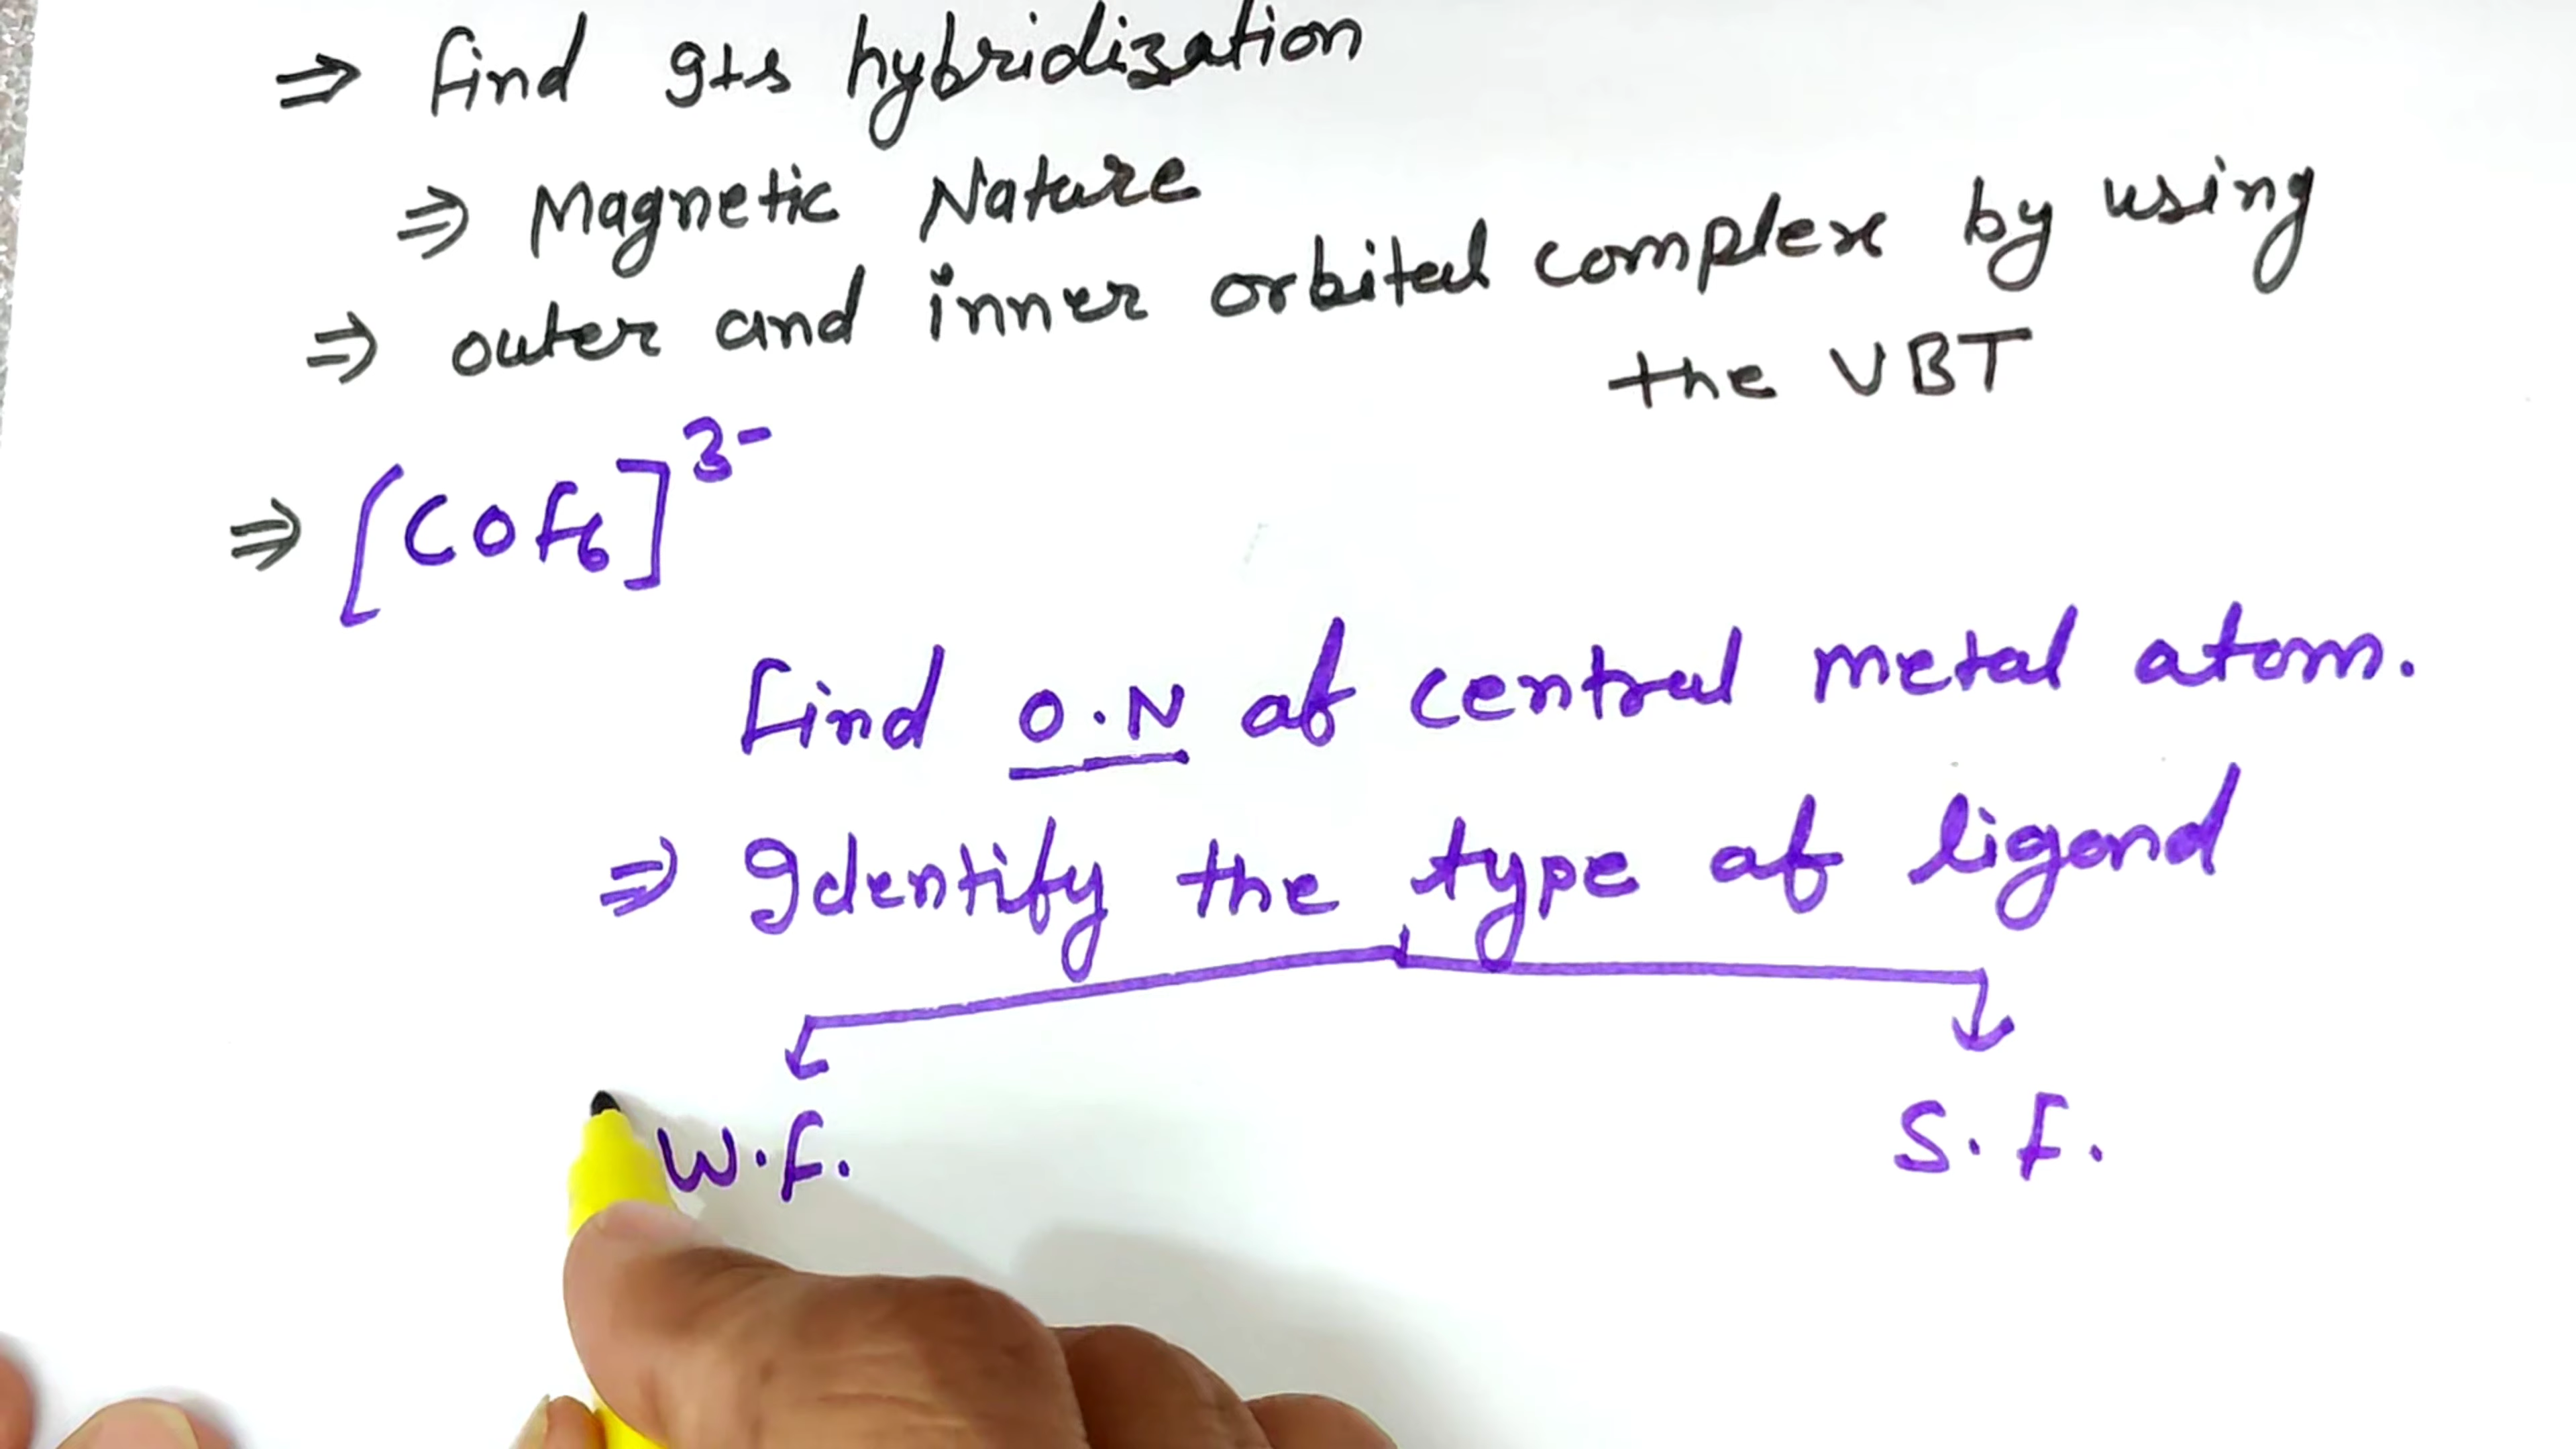 ⇒ Find Its hybridization
⇒ Magnetic Nature
⇒ outer and inner orbital complex by using
the VBT
⇒ [CoF6]3-
Find O.N of central metal atom.
⇒ Identify the type of ligand
W.F. S.F.